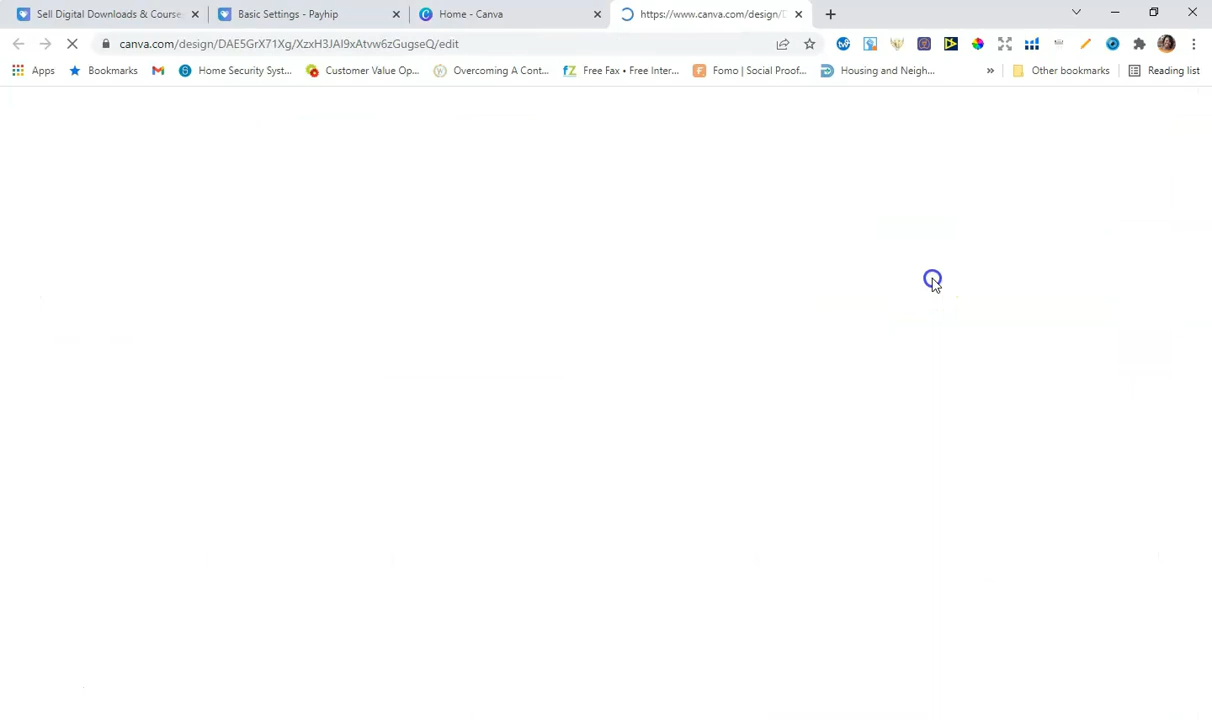 Sell Digital Downloads & Course
Basic Settings - Payhip
Home - Canva
https://www.canva.com/design/D
canva.com/design/DAE5GrX71Xg/XzxH3JAI9xAtvw6zGugseQ/edit
Apps
Bookmarks
Home Security Syst...
Customer Value Op...
Overcoming A Cont...
Free Fax • Free Inter...
Fomo | Social Proof...
Housing and Neigh...
»
Other bookmarks
Reading list